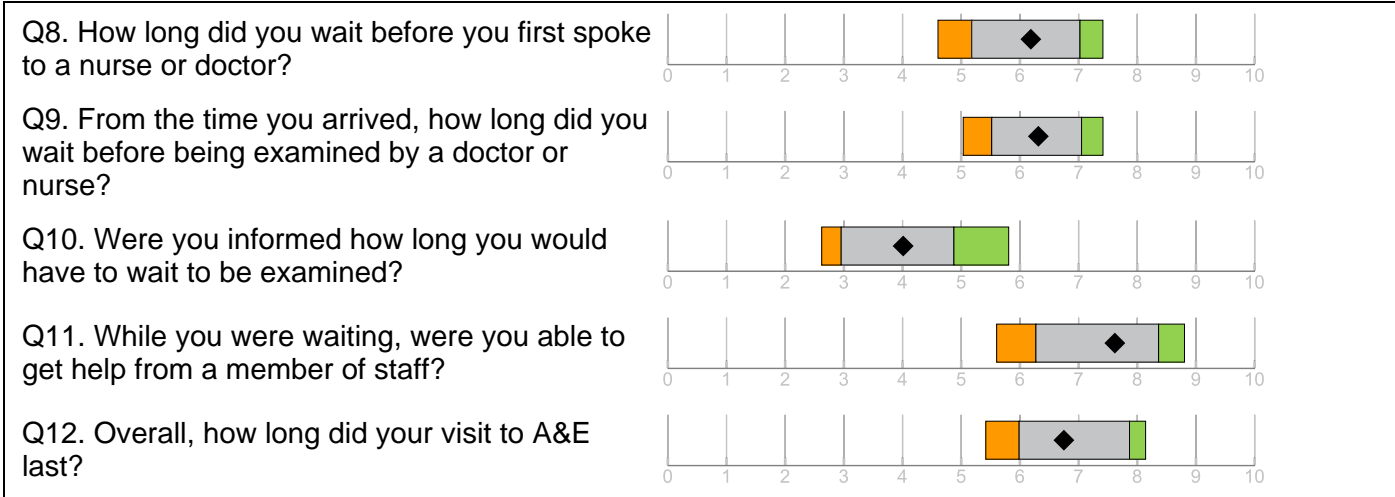 Q8. How long did you wait before you first spoke
to a nurse or doctor?
0 1 2 3 4 5 6 7 8 9 10
Q9. From the time you arrived, how long did you
wait before being examined by a doctor or
nurse?
0 1 2 3 4 5 6 7 8 9 10
Q10. Were you informed how long you would
have to wait to be examined?
0 1 2 3 4 5 6 7 8 9 10
Q11. While you were waiting, were you able to
get help from a member of staff?
0 1 2 3 4 5 6 7 8 9 10
Q12. Overall, how long did your visit to A&E
last?
0 1 2 3 4 5 6 7 8 9 10